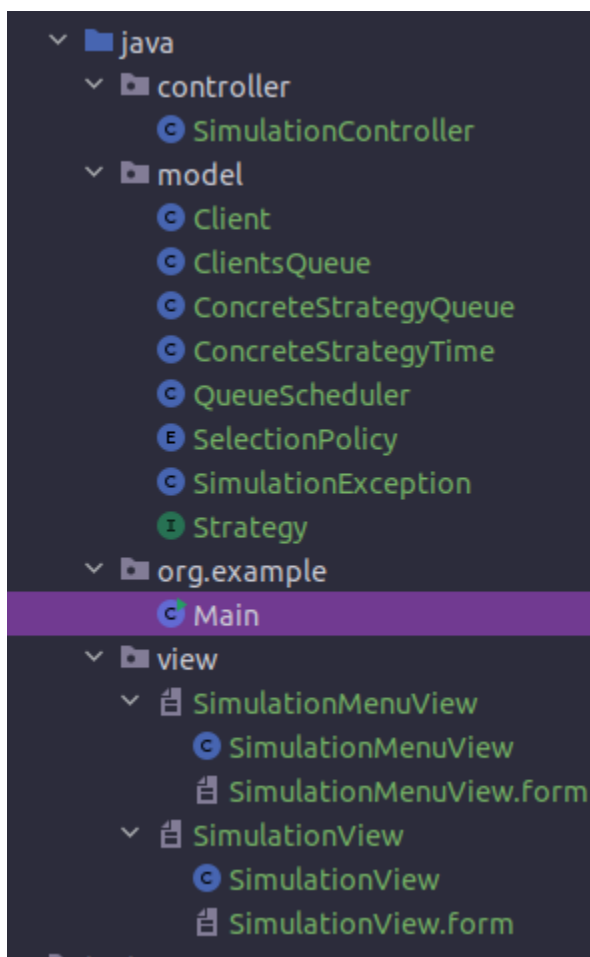 java
controller
C SimulationController
model
C Client
C ClientsQueue
C ConcreteStrategyQueue
C ConcreteStrategyTime
C QueueScheduler
E SelectionPolicy
C SimulationException
I Strategy
org.example
C Main
view
SimulationMenuView
C SimulationMenuView
SimulationMenuView.form
SimulationView
C SimulationView
SimulationView.form